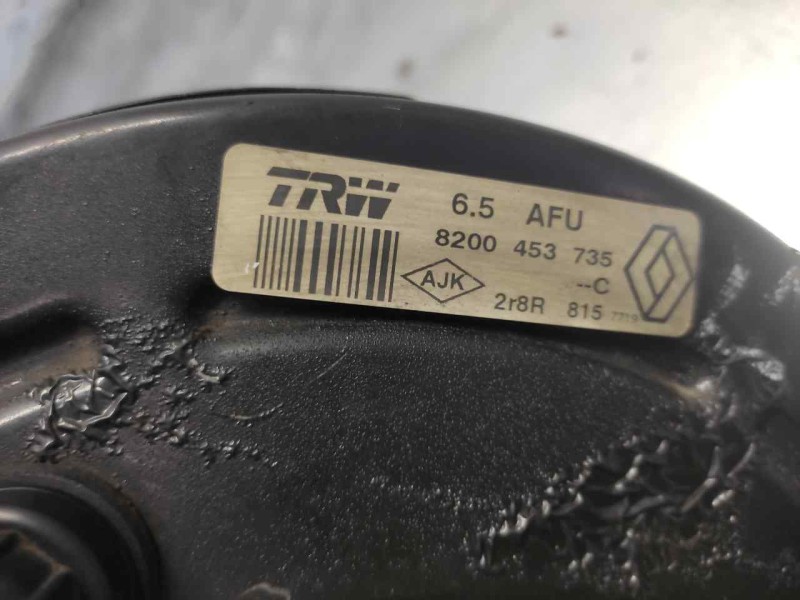 TRW 6.5 AFU
8200 453 735
--C
AJK
2r8R 815